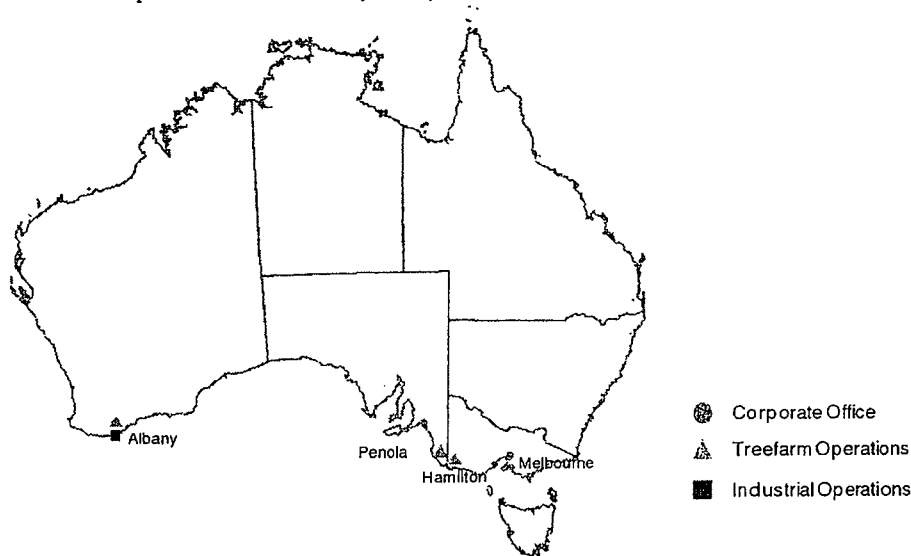 Albany
Penola
Hamilton
Melbourne
Corporate Office
Treefarm Operations
Industrial Operations